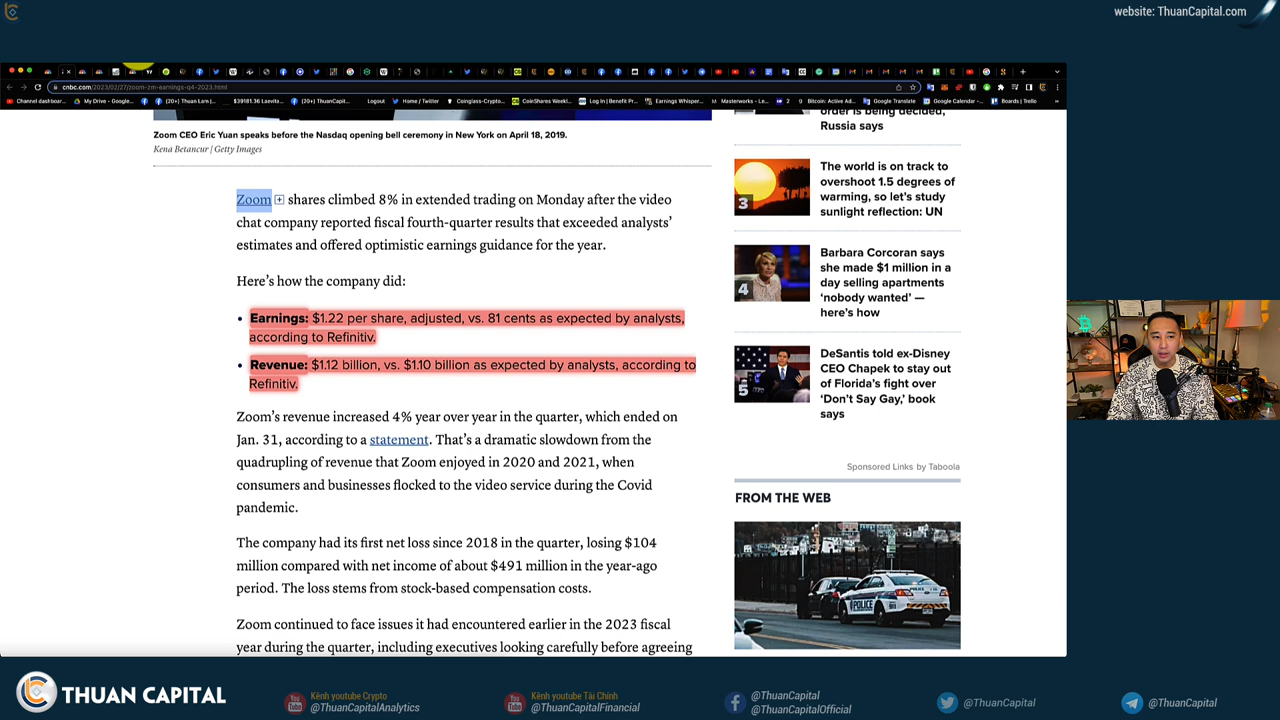 website: ThuanCapital.com
cnbc.com/2023/02/27/zoom-zm-earnings-q4-2023.html
Channel dashboar...
My Drive – Google...
(20+) Thuan Lam |...
$39181.36 Laevita...
(20+) ThuanCapit...
Logout
Home / Twitter
Coinglass-Crypto...
CoinShares Weekl...
Log In | Benefit Pr...
Earnings Whisper...
Masterworks - Le...
Bitcoin: Active Ad...
Google Translate
Google Calendar -...
Boards | Trello
Zoom CEO Eric Yuan speaks before the Nasdaq opening bell ceremony in New York on April 18, 2019.
Kena Betancur | Getty Images
Zoom shares climbed 8% in extended trading on Monday after the video
chat company reported fiscal fourth-quarter results that exceeded analysts’
estimates and offered optimistic earnings guidance for the year.
Here’s how the company did:
• Earnings: $1.22 per share, adjusted, vs. 81 cents as expected by analysts,
according to Refinitiv.
• Revenue: $1.12 billion, vs. $1.10 billion as expected by analysts, according to
Refinitiv.
Zoom’s revenue increased 4% year over year in the quarter, which ended on
Jan. 31, according to a statement. That’s a dramatic slowdown from the
quadrupling of revenue that Zoom enjoyed in 2020 and 2021, when
consumers and businesses flocked to the video service during the Covid
pandemic.
The company had its first net loss since 2018 in the quarter, losing $104
million compared with net income of about $491 million in the year-ago
period. The loss stems from stock-based compensation costs.
Zoom continued to face issues it had encountered earlier in the 2023 fiscal
year during the quarter, including executives looking carefully before agreeing
order is being decided,
Russia says
3
The world is on track to
overshoot 1.5 degrees of
warming, so let’s study
sunlight reflection: UN
4
Barbara Corcoran says
she made $1 million in a
day selling apartments
‘nobody wanted’ —
here’s how
5
DeSantis told ex-Disney
CEO Chapek to stay out
of Florida’s fight over
‘Don’t Say Gay,’ book
says
Sponsored Links by Taboola
FROM THE WEB
POLICE
THUAN CAPITAL
Kênh youtube Crypto
@ThuanCapitalAnalytics
Kênh youtube Tài Chính
@ThuanCapitalFinancial
@ThuanCapital
@ThuanCapitalOfficial
@ThuanCapital
@ThuanCapital